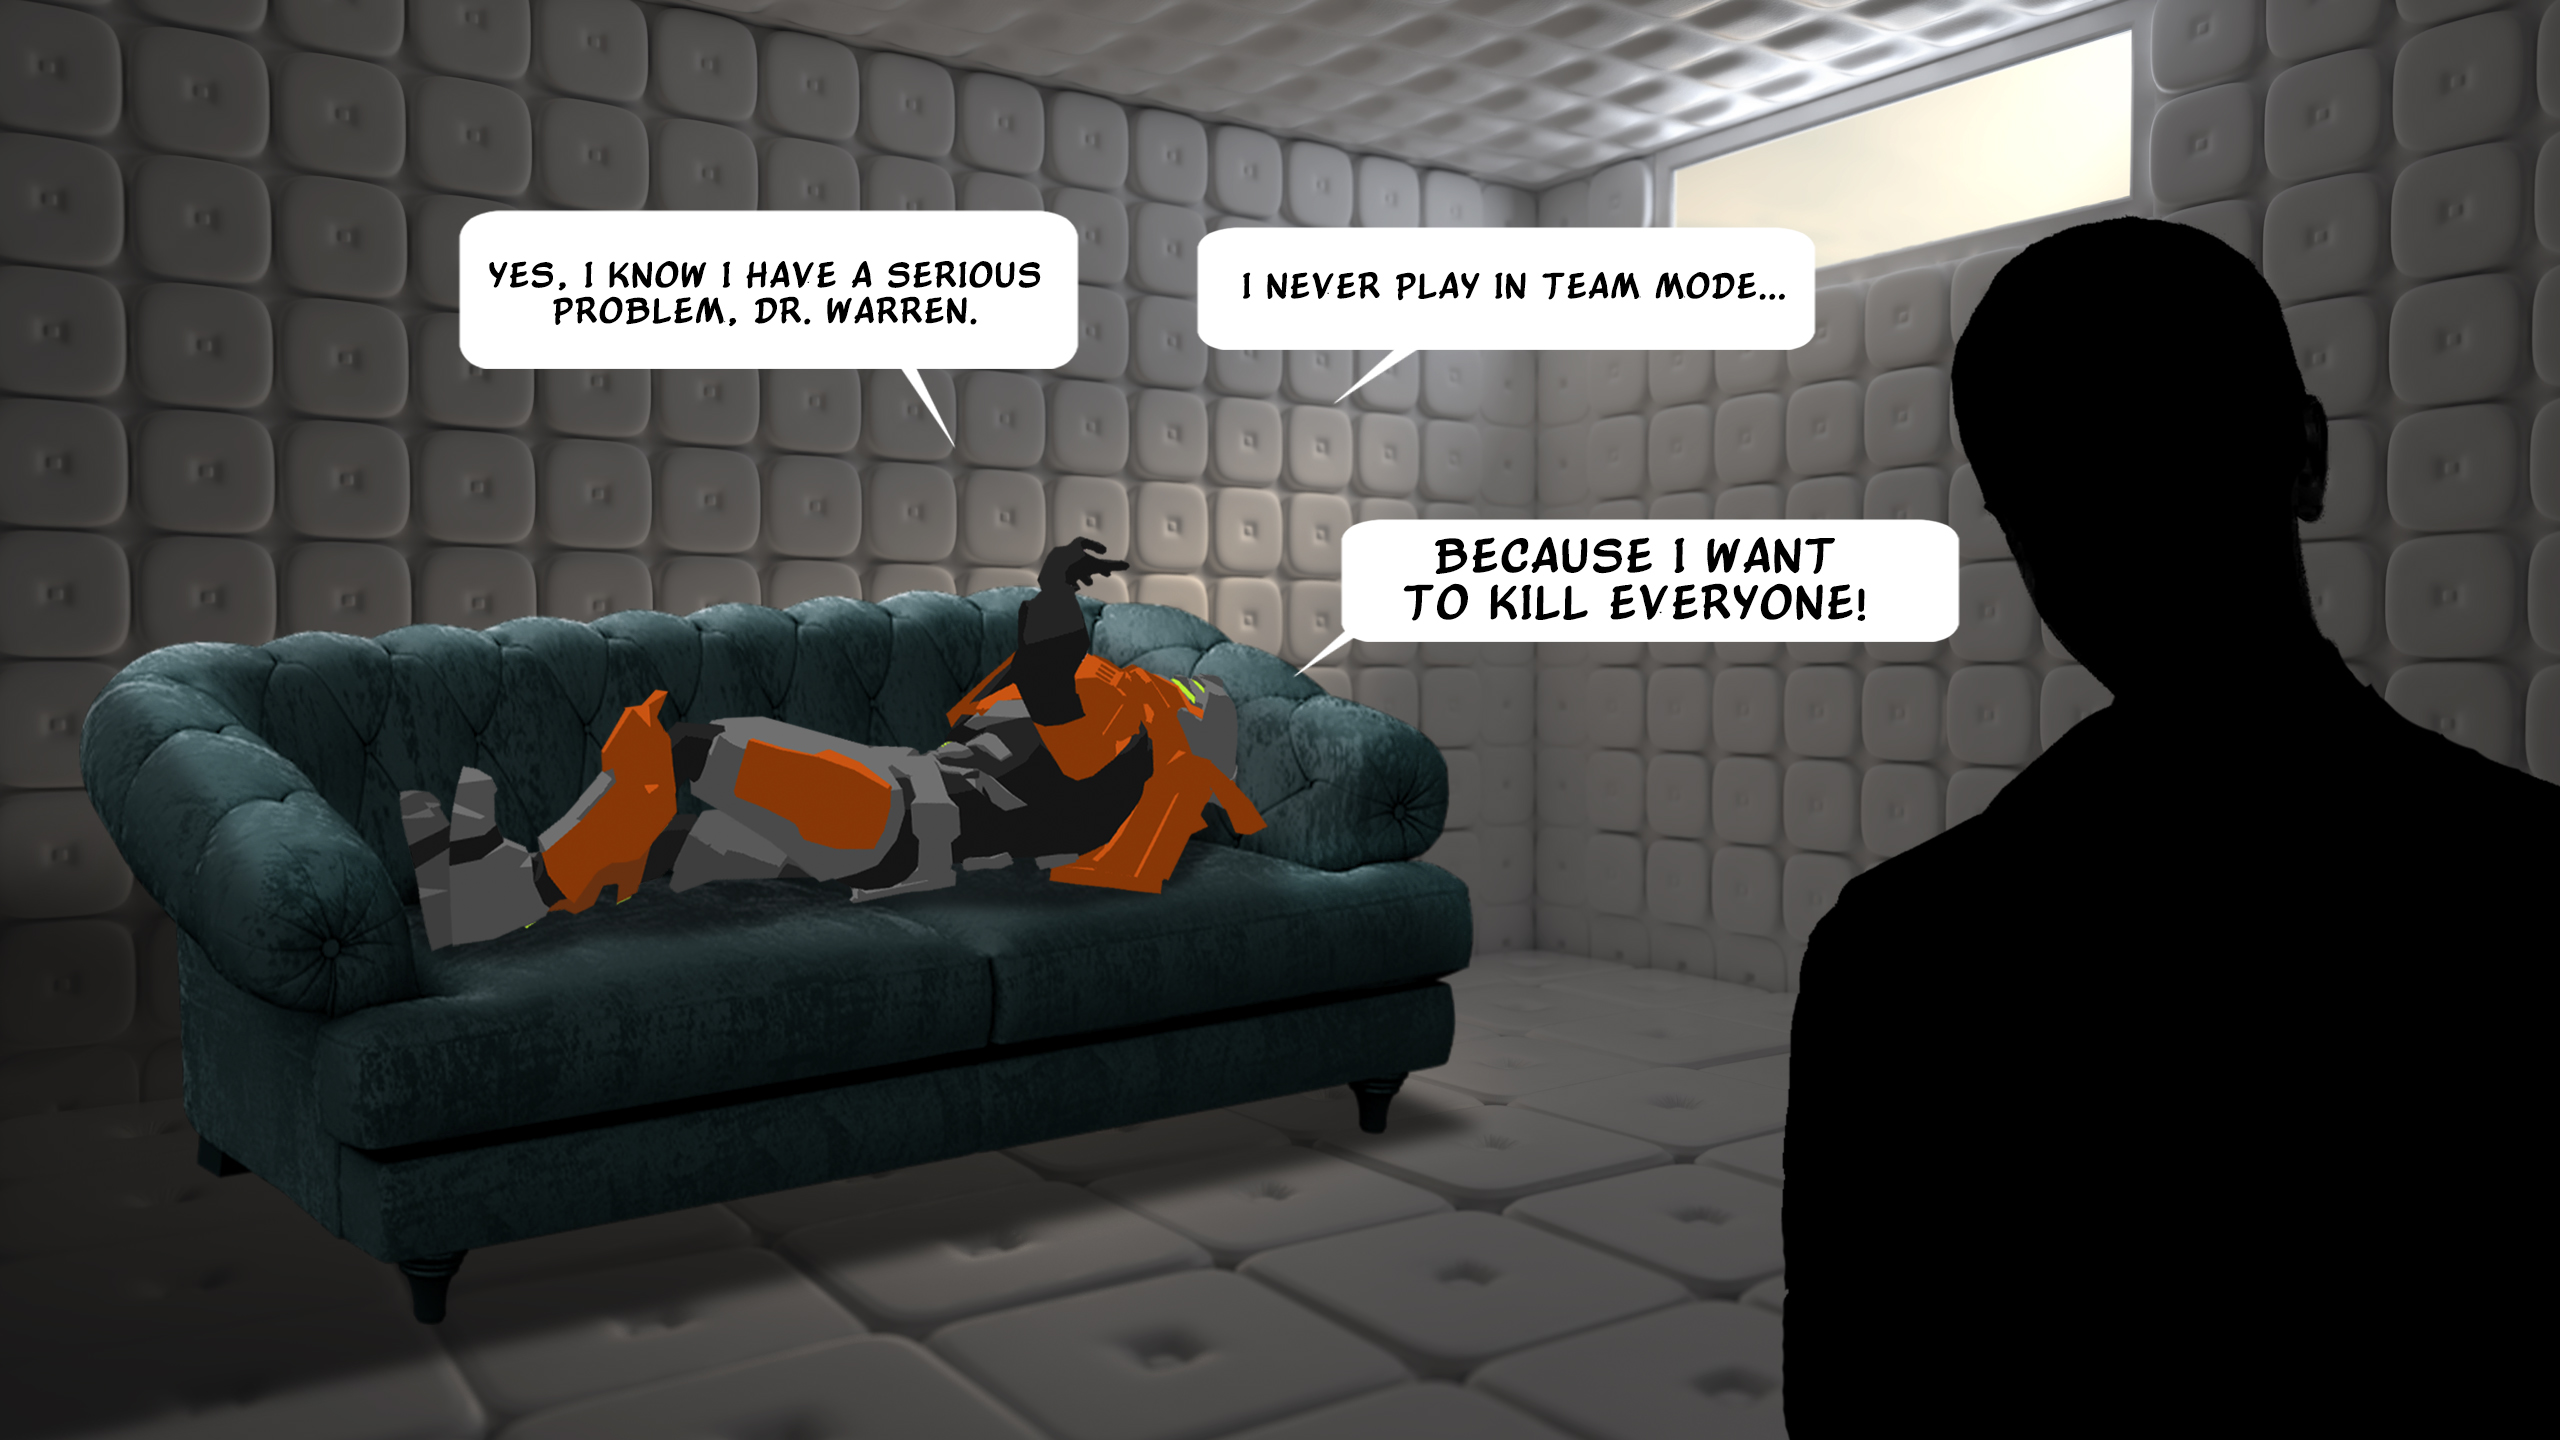 YES, I KNOW I HAVE A SERIOUS
PROBLEM, DR. WARREN.
I NEVER PLAY IN TEAM MODE...
BECAUSE I WANT
TO KILL EVERYONE!